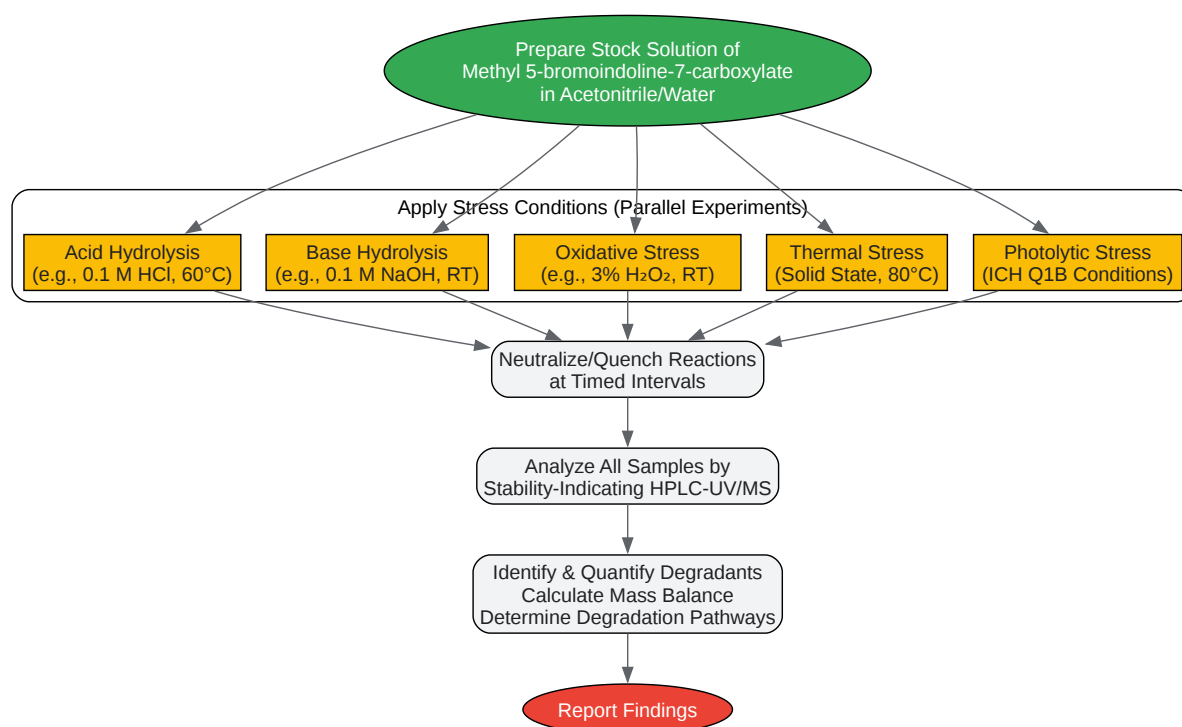 Prepare Stock Solution of
Methyl 5-bromoindoline-7-carboxylate
in Acetonitrile/Water
Apply Stress Conditions (Parallel Experiments)
Acid Hydrolysis
(e.g., 0.1 M HCl, 60°C)
Base Hydrolysis
(e.g., 0.1 M NaOH, RT)
Oxidative Stress
(e.g., 3% H₂O₂, RT)
Thermal Stress
(Solid State, 80°C)
Photolytic Stress
(ICH Q1B Conditions)
Neutralize/Quench Reactions
at Timed Intervals
Analyze All Samples by
Stability-Indicating HPLC-UV/MS
Identify & Quantify Degradants
Calculate Mass Balance
Determine Degradation Pathways
Report Findings